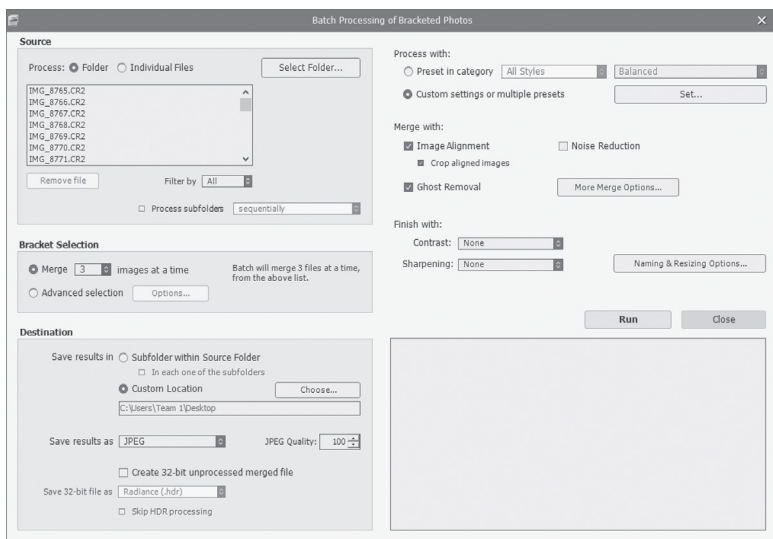 Batch Processing of Bracketed Photos
Source
Process: Folder Individual Files Select Folder...
IMG_8765.CR2
IMG_8766.CR2
IMG_8767.CR2
IMG_8768.CR2
IMG_8769.CR2
IMG_8770.CR2
IMG_8771.CR2
Remove file Filter by All
Process subfolders sequentially
Bracket Selection
Merge 3 images at a time
Batch will merge 3 files at a time,
from the above list.
Advanced selection Options...
Destination
Save results in Subfolder within Source Folder
In each one of the subfolders
Custom Location Choose...
C:\Users\Team 1\Desktop
Save results as JPEG JPEG Quality: 100
Create 32-bit unprocessed merged file
Save 32-bit file as Radiance (.hdr)
Skip HDR processing
Process with:
Preset in category All Styles Balanced
Custom settings or multiple presets Set...
Merge with:
Image Alignment Noise Reduction
Crop aligned images
Ghost Removal More Merge Options...
Finish with:
Contrast: None
Sharpening: None Naming & Resizing Options...
Run Close